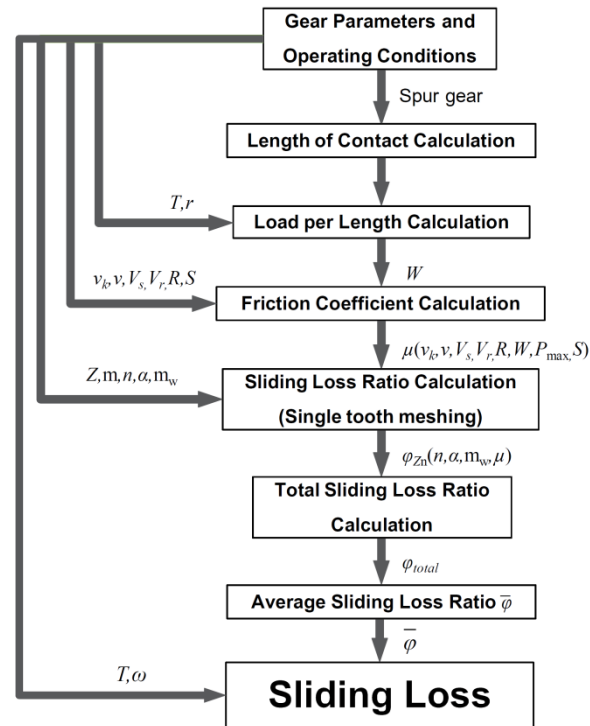 Gear Parameters and
Operating Conditions
Spur gear
Length of Contact Calculation
T,r
Load per Length Calculation
W
v_k,v,V_s,V_r,R,S
Friction Coefficient Calculation
μ(v_k,v,V_s,V_r,R,W,P_max,S)
Z,m,n,α,m_w
Sliding Loss Ratio Calculation
(Single tooth meshing)
φ_Zn(n,α,m_w,μ)
Total Sliding Loss Ratio
Calculation
φ_total
Average Sliding Loss Ratio φ̅
φ̅
T,ω
Sliding Loss